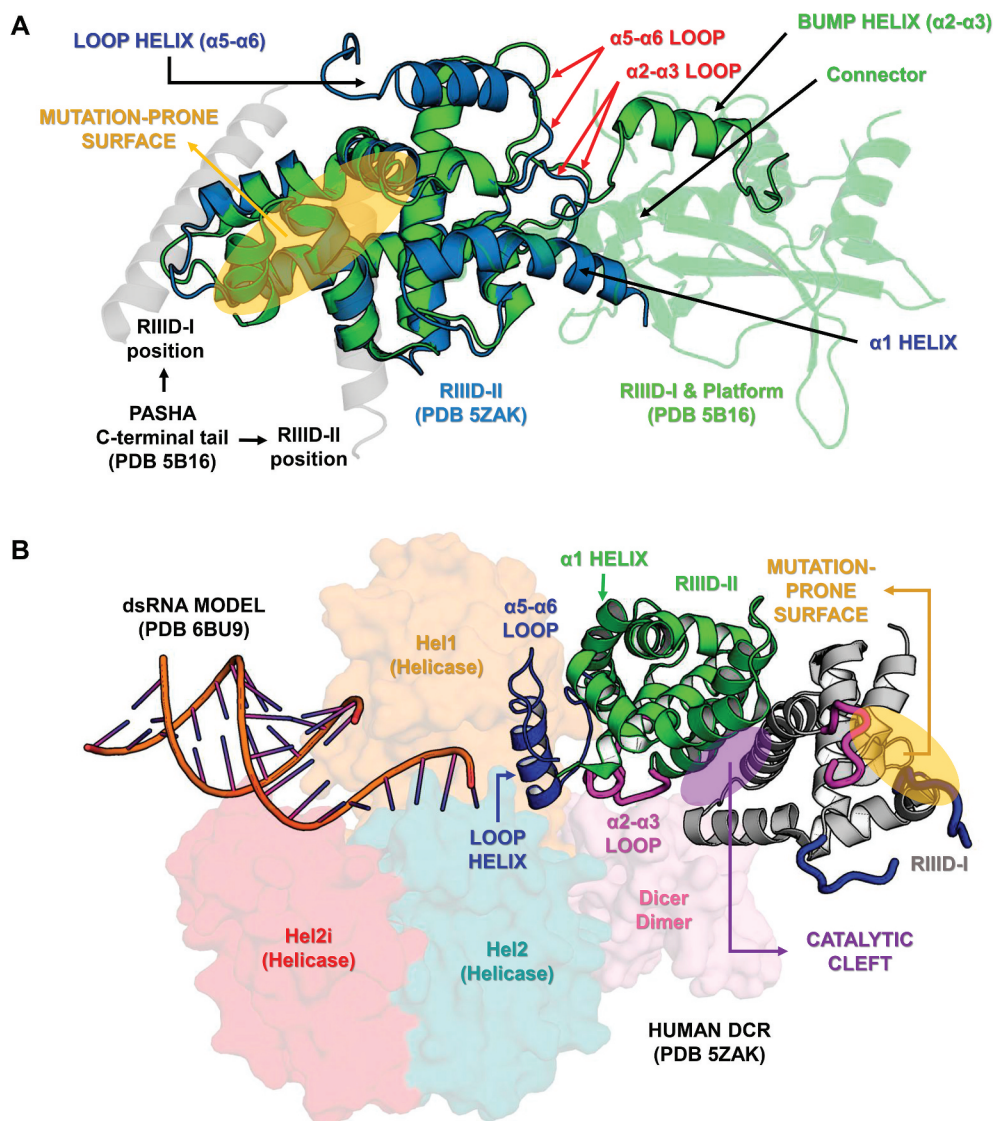 A
LOOP HELIX (α5-α6)
α5-α6 LOOP
α2-α3 LOOP
BUMP HELIX (α2-α3)
Connector
MUTATION-PRONE
SURFACE
α1 HELIX
RIIID-I
position
PASHA
C-terminal tail
(PDB 5B16)
RIIID-II
position
RIIID-II
(PDB 5ZAK)
RIIID-I & Platform
(PDB 5B16)
B
dsRNA MODEL
(PDB 6BU9)
Hel1
(Helicase)
α5-α6
LOOP
α1 HELIX
RIIID-II
MUTATION-
PRONE
SURFACE
LOOP
HELIX
α2-α3
LOOP
RIIID-I
Hel2i
(Helicase)
Hel2
(Helicase)
Dicer
Dimer
CATALYTIC
CLEFT
HUMAN DCR
(PDB 5ZAK)